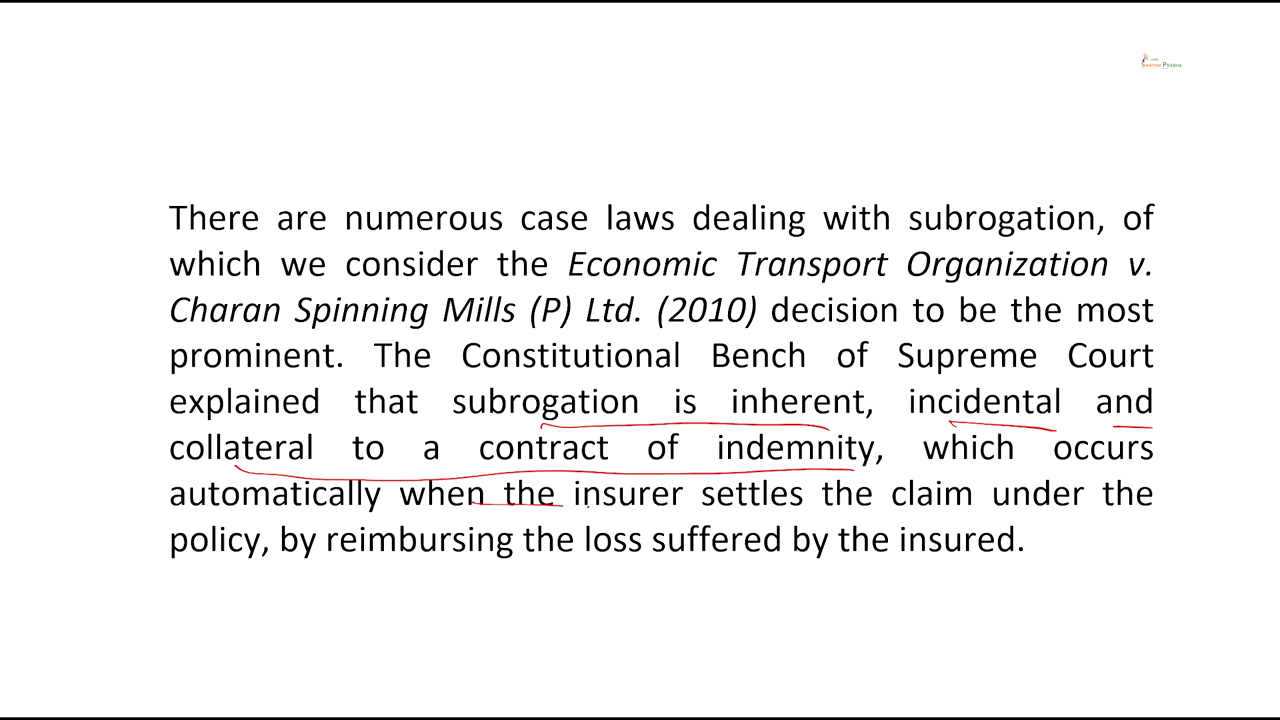 SWAYAM PRABHA
There are numerous case laws dealing with subrogation, of
which we consider the Economic Transport Organization v.
Charan Spinning Mills (P) Ltd. (2010) decision to be the most
prominent. The Constitutional Bench of Supreme Court
explained that subrogation is inherent, incidental and
collateral to a contract of indemnity, which occurs
automatically when the insurer settles the claim under the
policy, by reimbursing the loss suffered by the insured.